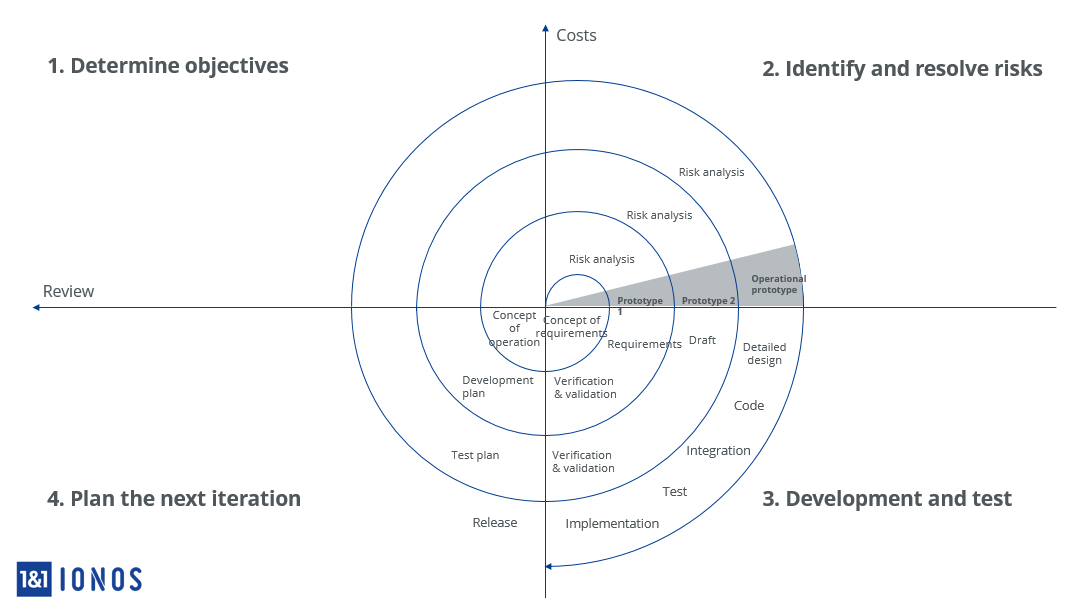 Costs
1. Determine objectives
2. Identify and resolve risks
Risk analysis
Risk analysis
Risk analysis
Operational
prototype
Review
Prototype
1
Prototype 2
Concept
of
operation
Concept of
requirements
Requirements
Draft
Detailed
design
Development
plan
Verification
& validation
Code
Test plan
Verification
& validation
Integration
Test
4. Plan the next iteration
3. Development and test
Release
Implementation
1&1 IONOS